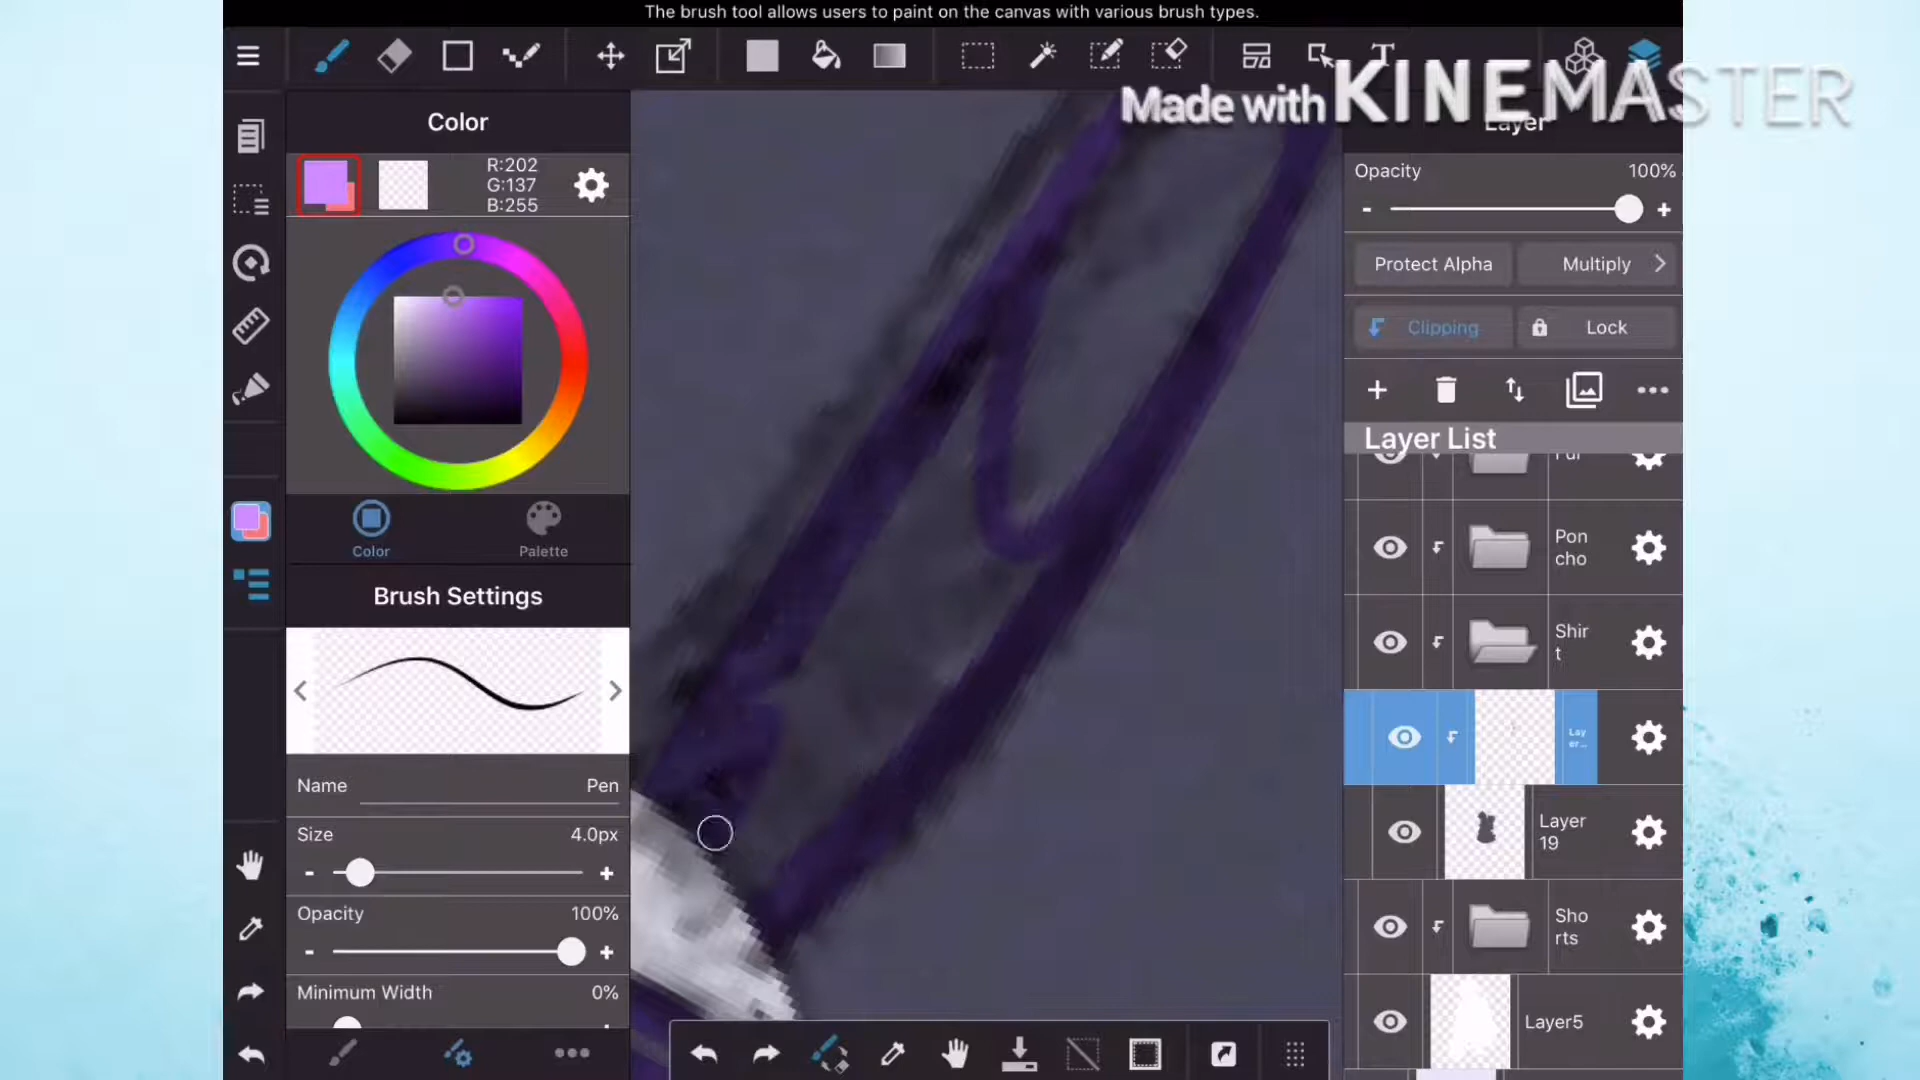 The brush tool allows users to paint on the canvas with various brush types.
Made with KINEMASTER
Color
Layer
R:202
G:137
B:255
Opacity 100%
- +
Protect Alpha Multiply
Clipping Lock
Layer List
Fur
Pon
cho
Color Palette
Brush Settings
Shir
t
Lay
er...
Name Pen
Size 4.0px
- +
Layer
19
Opacity 100%
- +
Sho
rts
Minimum Width 0%
Layer5